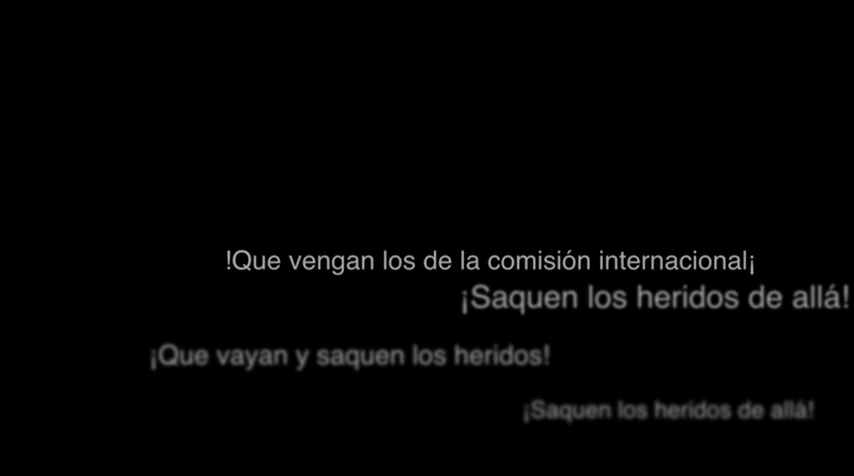 !Que vengan los de la comisión internacional¡
¡Saquen los heridos de allá!
¡Que vayan y saquen los heridos!
¡Saquen los heridos de allá!